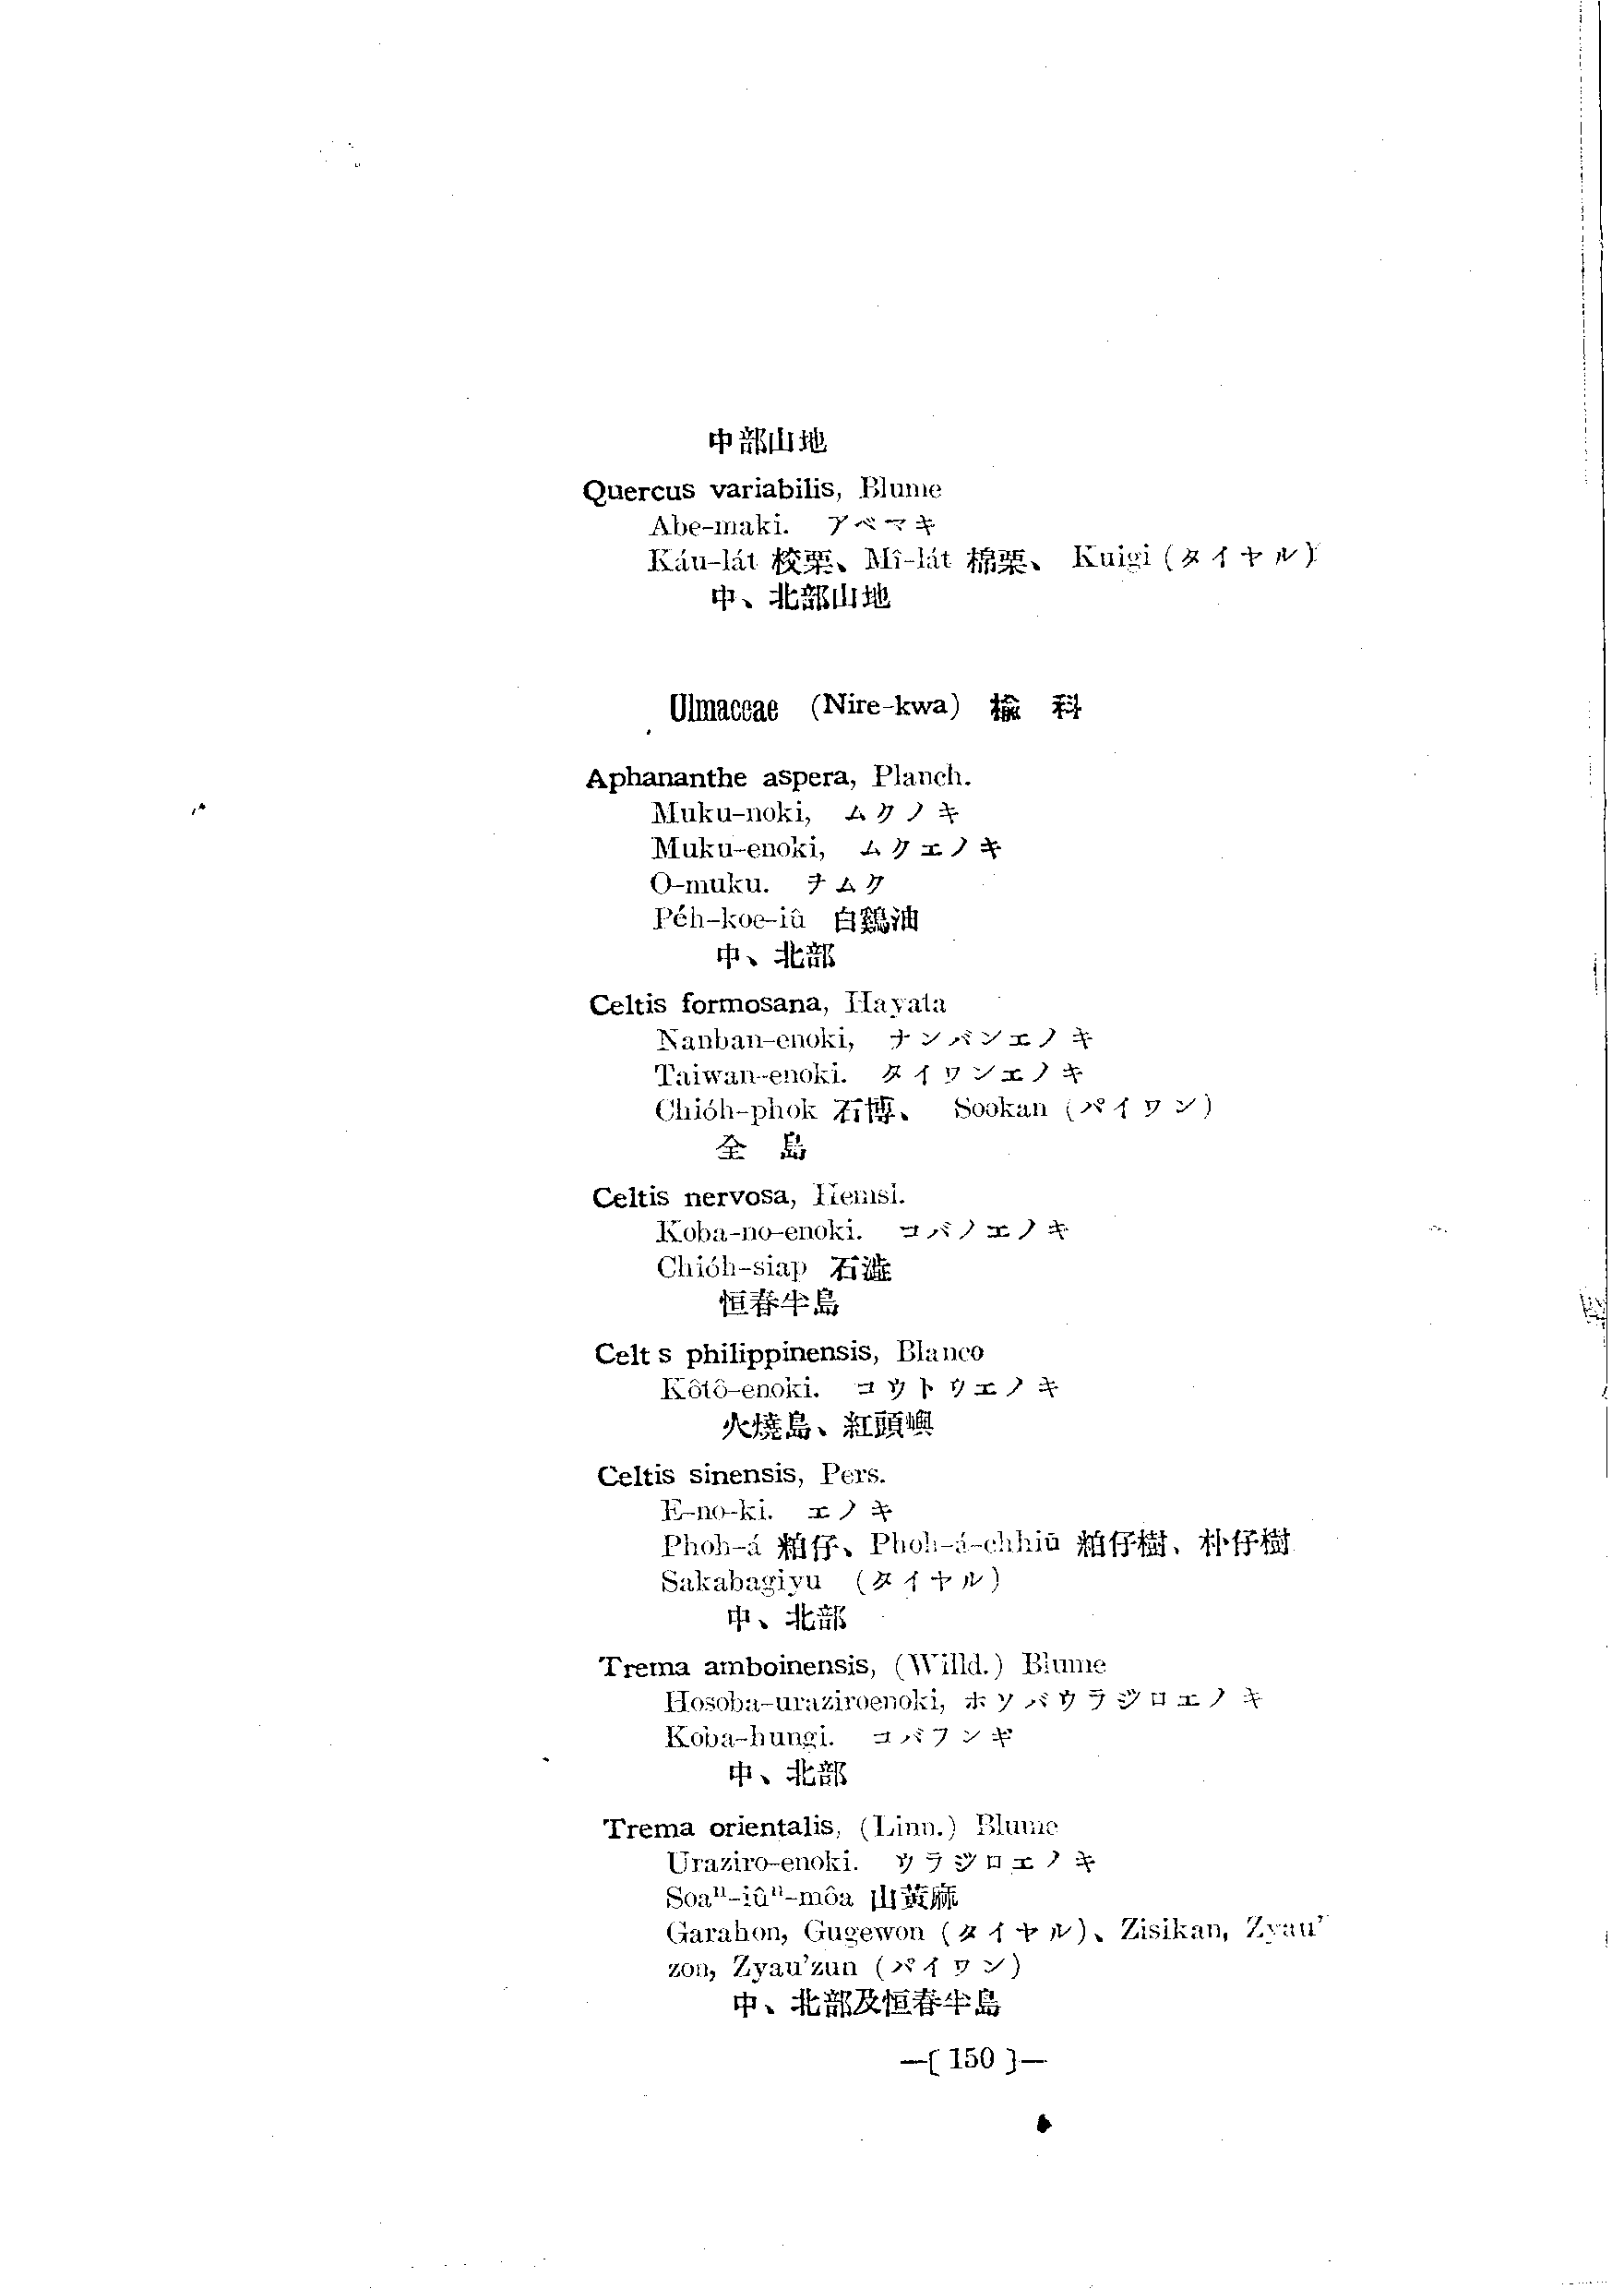 中部山地
Quercus variabilis, Blume
Abe-maki. アベマキ
Káu-lát 校栗、Mî-lát 棉栗、 Kuigi (タイヤル)
中、北部山地
Ulmaceae (Nire-kwa) 楡 科
Aphananthe aspera, Planch.
Muku-noki, ムクノキ
Muku-enoki, ムクエノキ
O-muku. ヲムク
Péh-koe-iû 白鷄油
中、北部
Celtis formosana, Hayata
Nanban-enoki, ナンバンエノキ
Taiwan-enoki. タイワンエノキ
Chióh-phok 石博、 Sookan (パイワン)
全 島
Celtis nervosa, Hemsl.
Koba-no-enoki. コバノエノキ
Chióh-siap 石澁
恒春半島
Celt s philippinensis, Blanco
Kôtô-enoki. コウトウエノキ
火燒島、紅頭嶼
Celtis sinensis, Pers.
E-no-ki. エノキ
Phoh-á 粕仔、Phoh-á-chhiū 粕仔樹、朴仔樹
Sakabagiyu (タイヤル)
中、北部
Trema amboinensis, (Willd.) Blume
Hosoba-uraziroenoki, ホソバウラジロエノキ
Koba-hungi. コバフンギ
中、北部
Trema orientalis, (Linn.) Blume
Uraziro-enoki. ウラジロエノキ
Soaⁿ-iûⁿ-môa 山黃麻
Garahon, Gugewon (タイヤル)、Zisikan, Zyau'
zon, Zyau'zun (パイワン)
中、北部及恒春半島
—( 150 )—